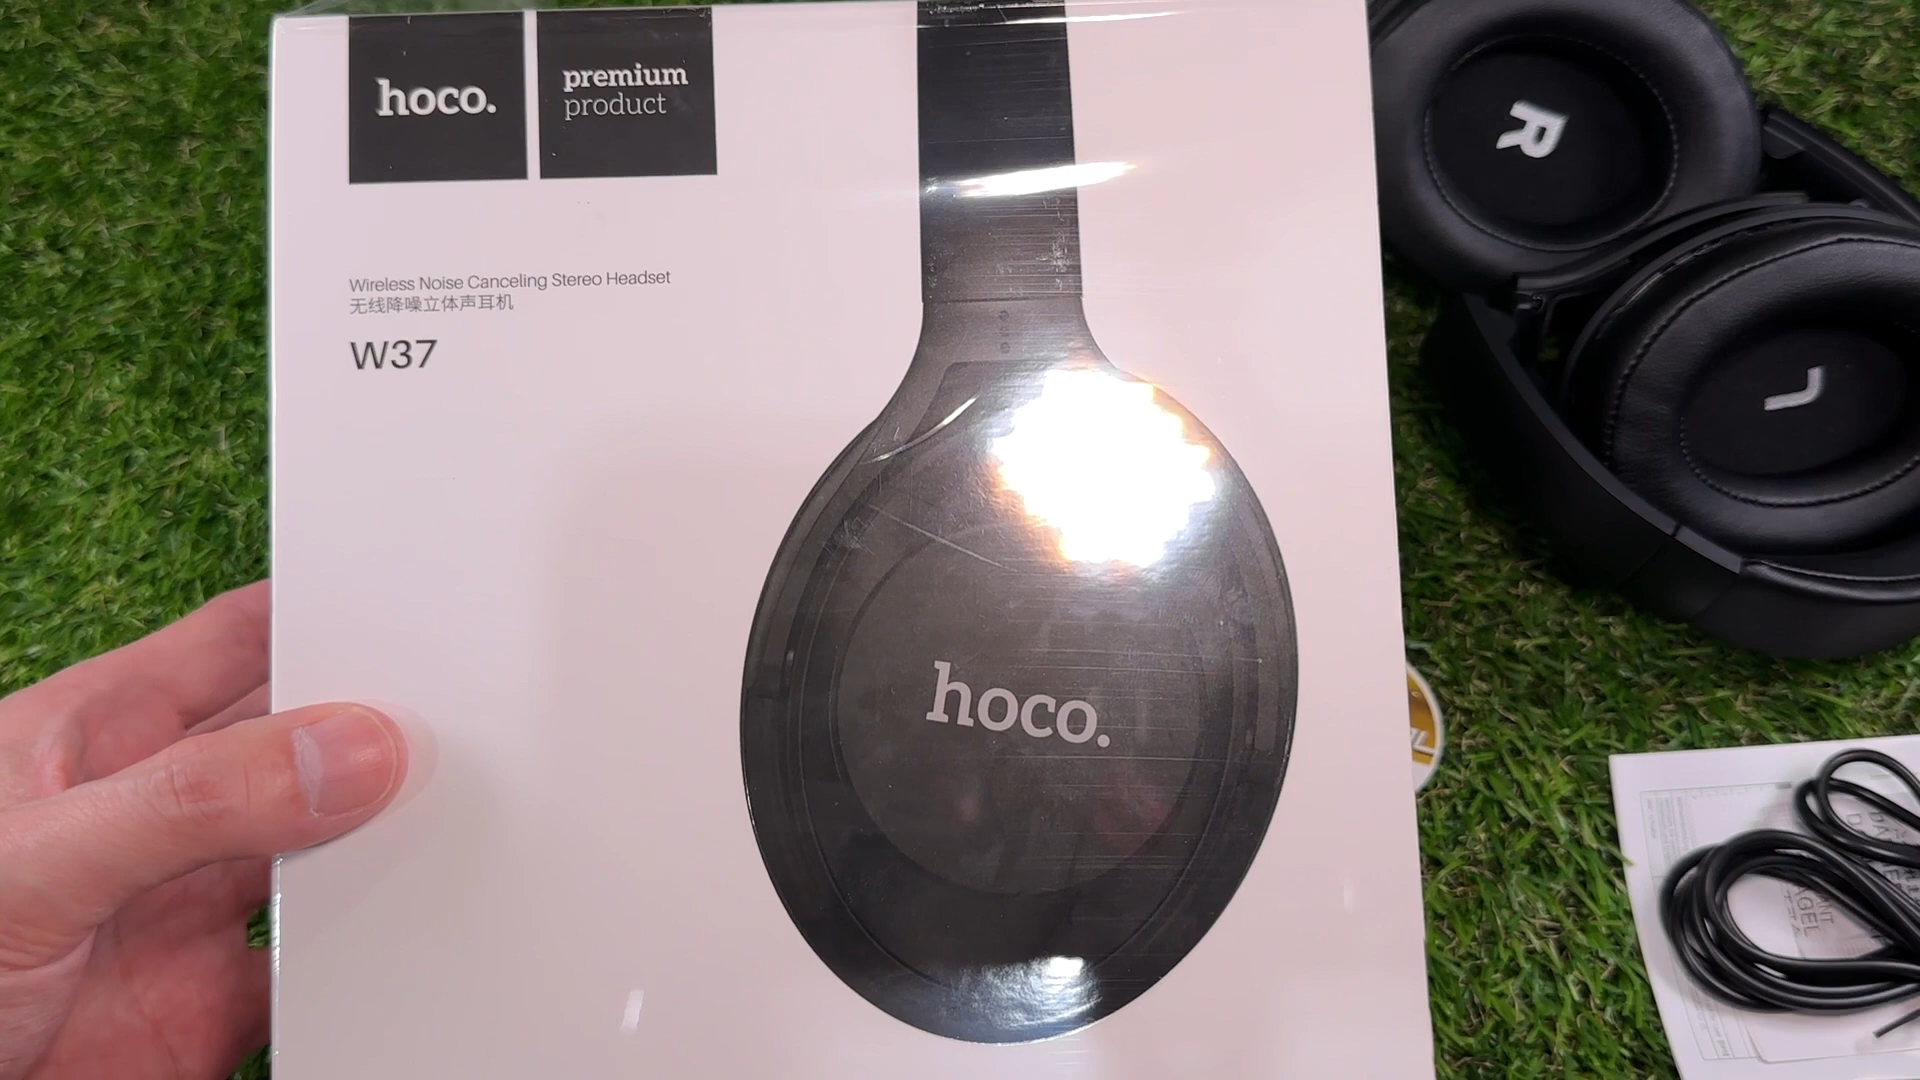 hoco.
premium
product
Wireless Noise Canceling Stereo Headset
无线降噪立体声耳机
W37
hoco.
R
L